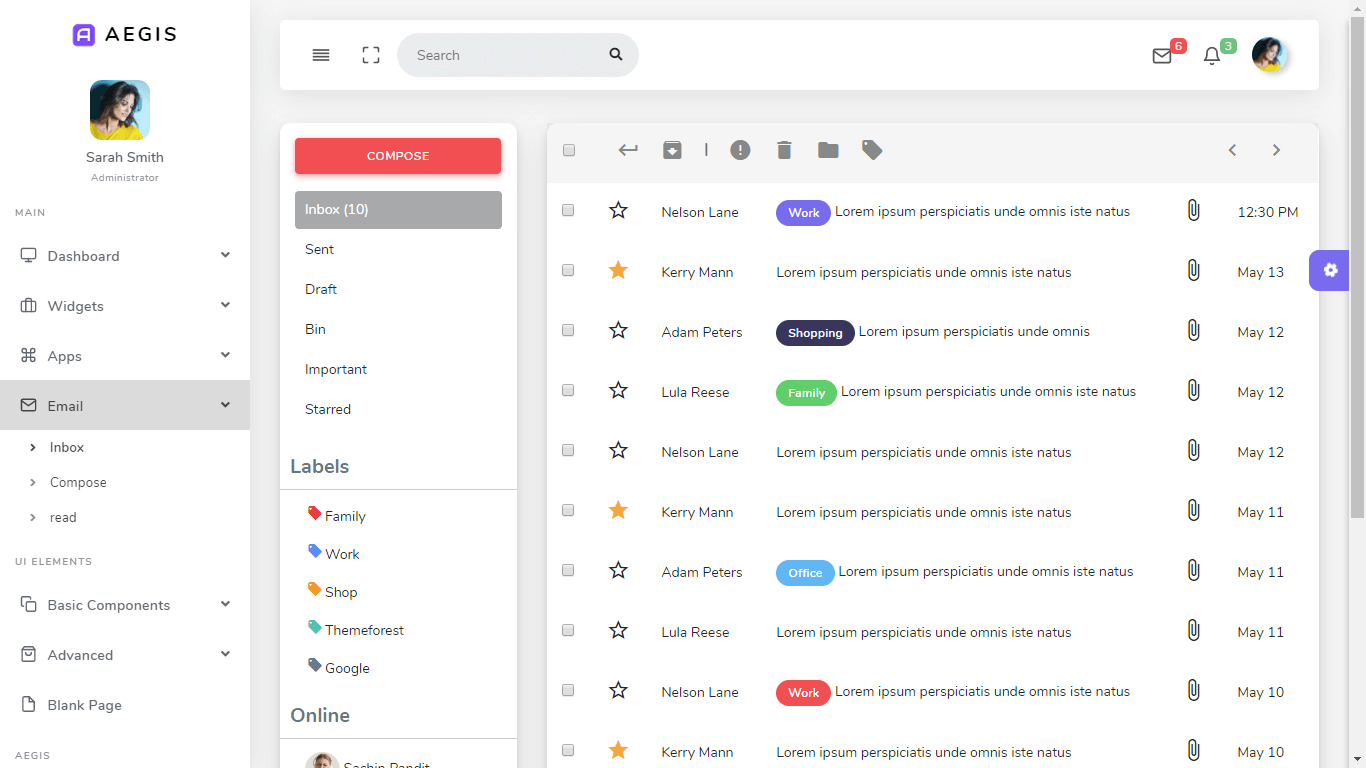 AEGIS
Sarah Smith
Administrator
MAIN
Dashboard
Widgets
Apps
Email
Inbox
Compose
read
UI ELEMENTS
Basic Components
Advanced
Blank Page
AEGIS
Search
6
3
COMPOSE
Inbox (10)
Sent
Draft
Bin
Important
Starred
Labels
Family
Work
Shop
Themeforest
Google
Online
Sachin Pandit
Nelson Lane Work Lorem ipsum perspiciatis unde omnis iste natus 12:30 PM
Kerry Mann Lorem ipsum perspiciatis unde omnis iste natus May 13
Adam Peters Shopping Lorem ipsum perspiciatis unde omnis May 12
Lula Reese Family Lorem ipsum perspiciatis unde omnis iste natus May 12
Nelson Lane Lorem ipsum perspiciatis unde omnis iste natus May 12
Kerry Mann Lorem ipsum perspiciatis unde omnis iste natus May 11
Adam Peters Office Lorem ipsum perspiciatis unde omnis iste natus May 11
Lula Reese Lorem ipsum perspiciatis unde omnis iste natus May 11
Nelson Lane Work Lorem ipsum perspiciatis unde omnis iste natus May 10
Kerry Mann Lorem ipsum perspiciatis unde omnis iste natus May 10